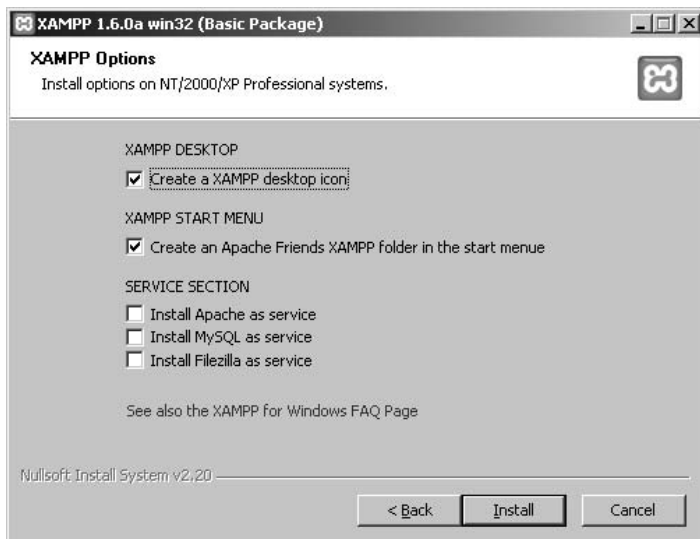 XAMPP 1.6.0a win32 (Basic Package)
XAMPP Options
Install options on NT/2000/XP Professional systems.
XAMPP DESKTOP
Create a XAMPP desktop icon
XAMPP START MENU
Create an Apache Friends XAMPP folder in the start menue
SERVICE SECTION
Install Apache as service
Install MySQL as service
Install Filezilla as service
See also the XAMPP for Windows FAQ Page
Nullsoft Install System v2.20
< Back Install Cancel